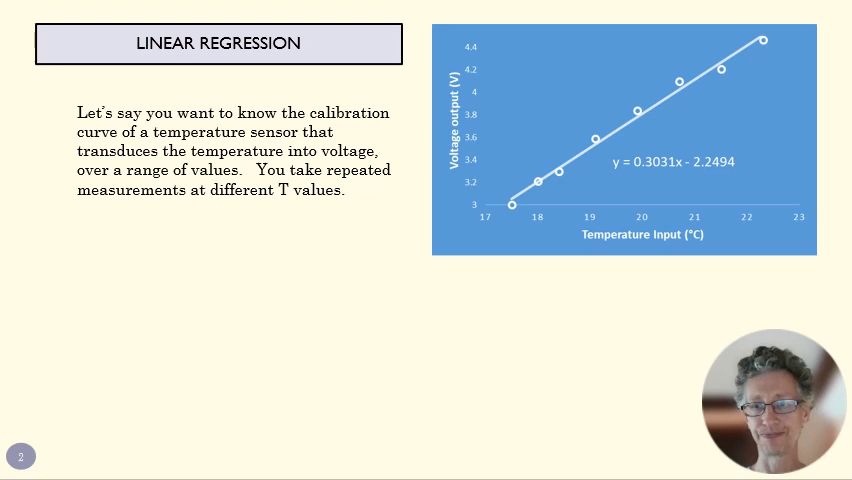 LINEAR REGRESSION
Let's say you want to know the calibration
curve of a temperature sensor that
transduces the temperature into voltage,
over a range of values.   You take repeated
measurements at different T values.
Voltage output (V)
4.4
4.2
4
3.8
3.6
3.4
3.2
3
y = 0.3031x - 2.2494
17 18 19 20 21 22 23
Temperature Input (°C)
2